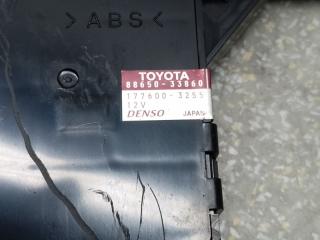 >ABS<
TOYOTA
88650-33860
177600-3255
12V
DENSO JAPAN